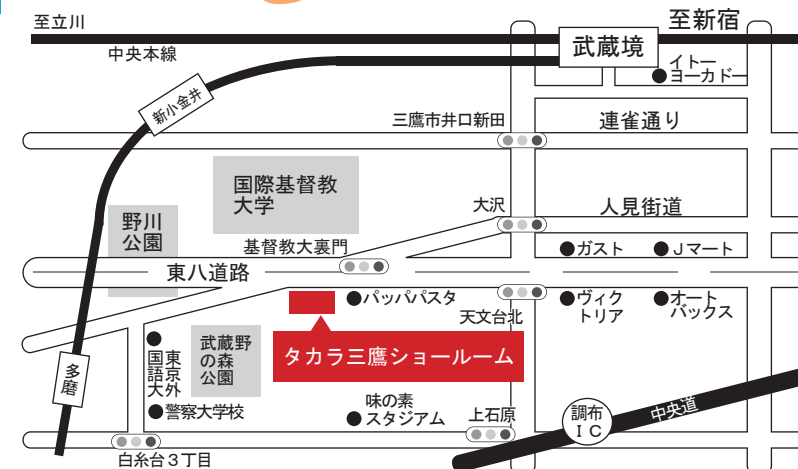 至立川
至新宿
中央本線
武蔵境
イトー
ヨーカドー
新小金井
三鷹市井口新田
連雀通り
国際基督教
大学
野川
公園
大沢
人見街道
基督教大裏門
ガスト
Jマート
東八道路
パッパパスタ
天文台北
ヴィク
トリア
オート
バックス
タカラ三鷹ショールーム
武蔵野
の森
公園
東京外
国語大
多磨
警察大学校
味の素
スタジアム
上石原
調布
IC
中央道
白糸台3丁目